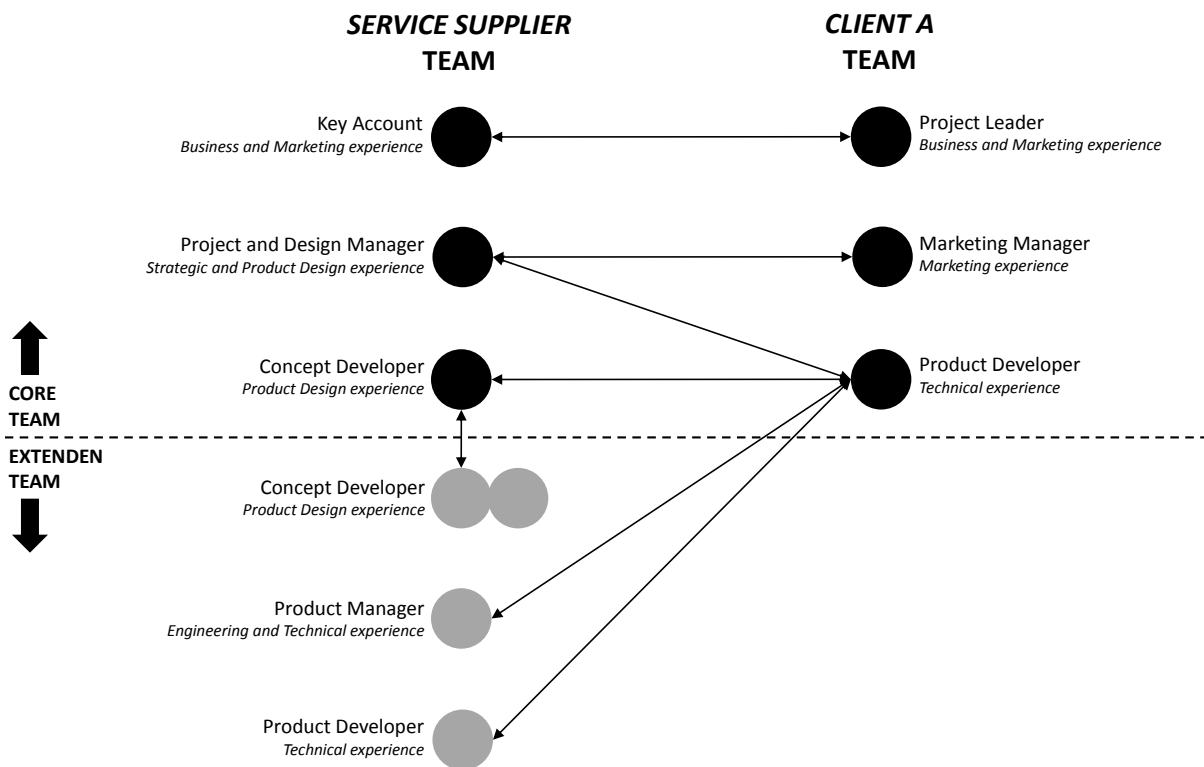 SERVICE SUPPLIER
TEAM
CLIENT A
TEAM
Key Account
Business and Marketing experience
Project Leader
Business and Marketing experience
Project and Design Manager
Strategic and Product Design experience
Marketing Manager
Marketing experience
Concept Developer
Product Design experience
Product Developer
Technical experience
CORE
TEAM
EXTENDEN
TEAM
Concept Developer
Product Design experience
Product Manager
Engineering and Technical experience
Product Developer
Technical experience